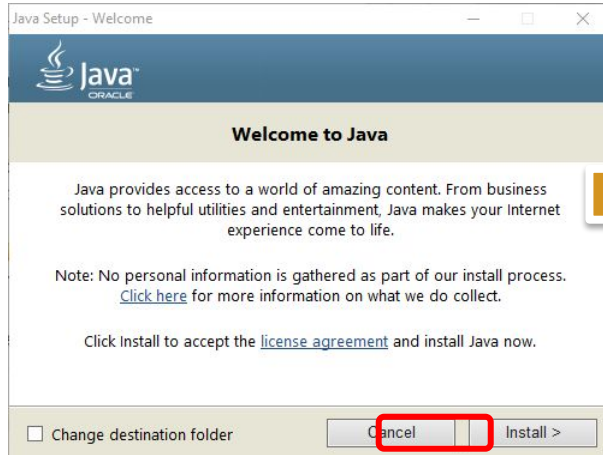 Java Setup - Welcome
Java™
ORACLE
Welcome to Java
Java provides access to a world of amazing content. From business
solutions to helpful utilities and entertainment, Java makes your Internet
experience come to life.
Note: No personal information is gathered as part of our install process.
Click here for more information on what we do collect.
Click Install to accept the license agreement and install Java now.
Change destination folder
Cancel
Install >